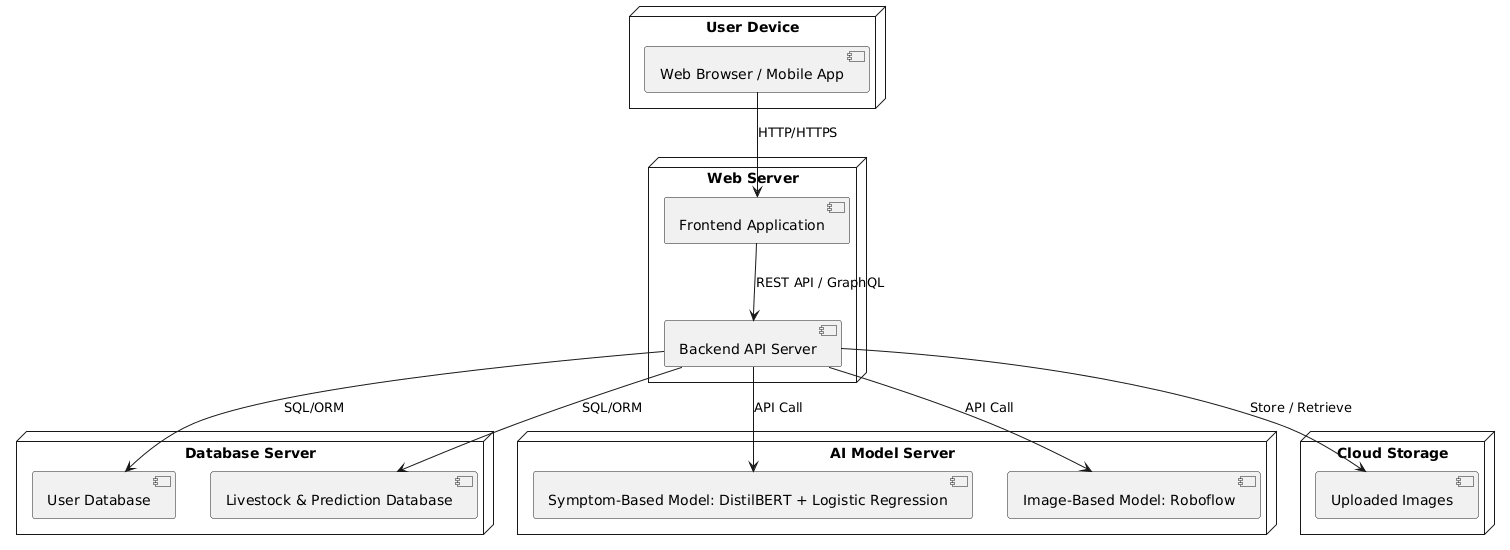 User Device
Web Browser / Mobile App
HTTP/HTTPS
Web Server
Frontend Application
REST API / GraphQL
Backend API Server
SQL/ORM
SQL/ORM
API Call
API Call
Store / Retrieve
Database Server
User Database
Livestock & Prediction Database
AI Model Server
Symptom-Based Model: DistilBERT + Logistic Regression
Image-Based Model: Roboflow
Cloud Storage
Uploaded Images